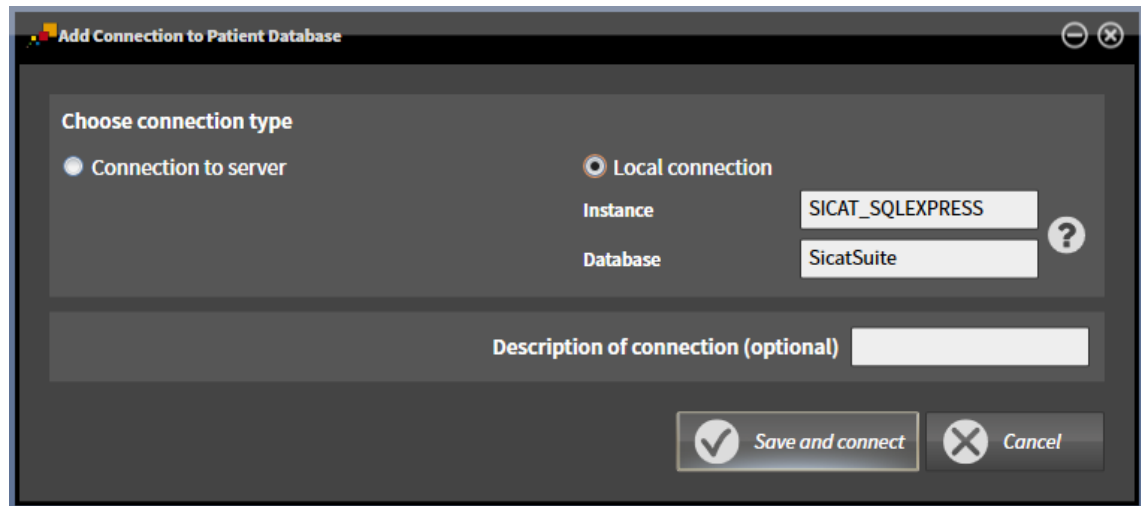 Add Connection to Patient Database
Choose connection type
Connection to server
Local connection
Instance
SICAT_SQLEXPRESS
?
Database
SicatSuite
Description of connection (optional)
Save and connect
Cancel